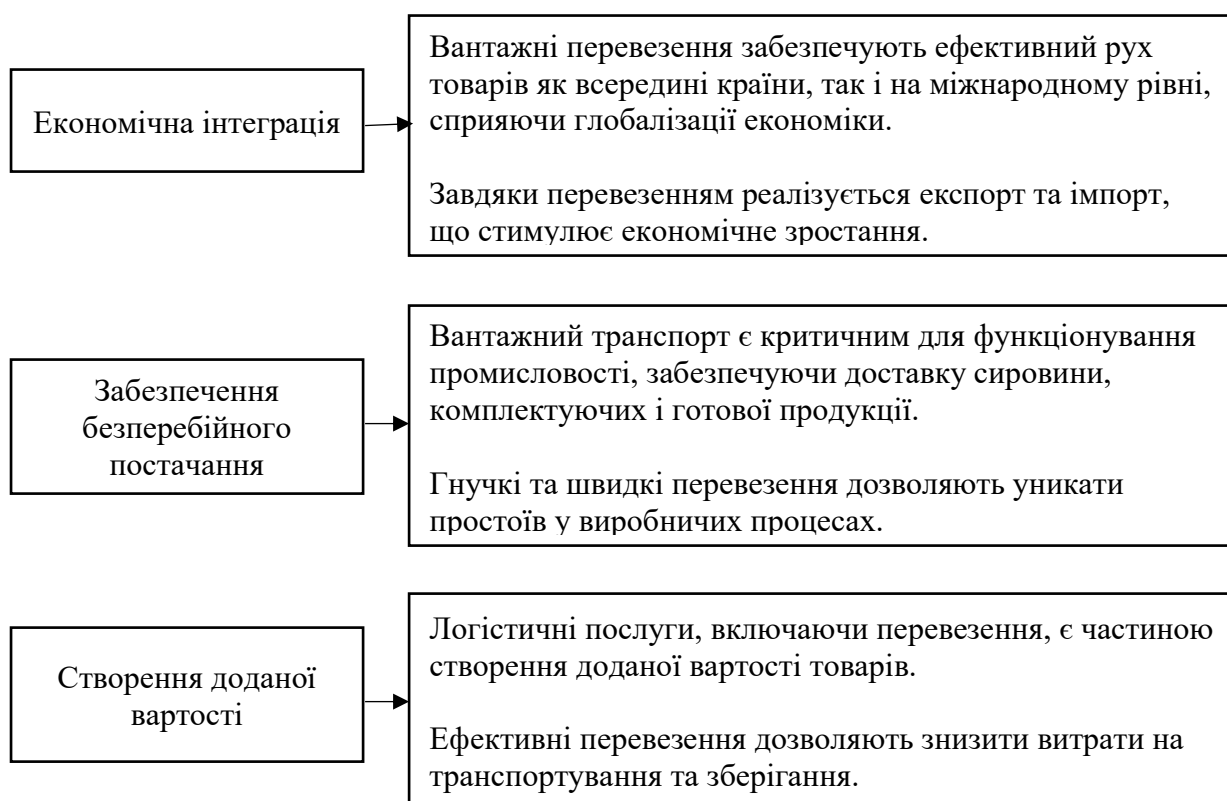 Економічна інтеграція
Вантажні перевезення забезпечують ефективний рух
товарів як всередині країни, так і на міжнародному рівні,
сприяючи глобалізації економіки.
Завдяки перевезенням реалізується експорт та імпорт,
що стимулює економічне зростання.
Забезпечення
безперебійного
постачання
Вантажний транспорт є критичним для функціонування
промисловості, забезпечуючи доставку сировини,
комплектуючих і готової продукції.
Гнучкі та швидкі перевезення дозволяють уникати
простоїв у виробничих процесах.
Створення доданої
вартості
Логістичні послуги, включаючи перевезення, є частиною
створення доданої вартості товарів.
Ефективні перевезення дозволяють знизити витрати на
транспортування та зберігання.